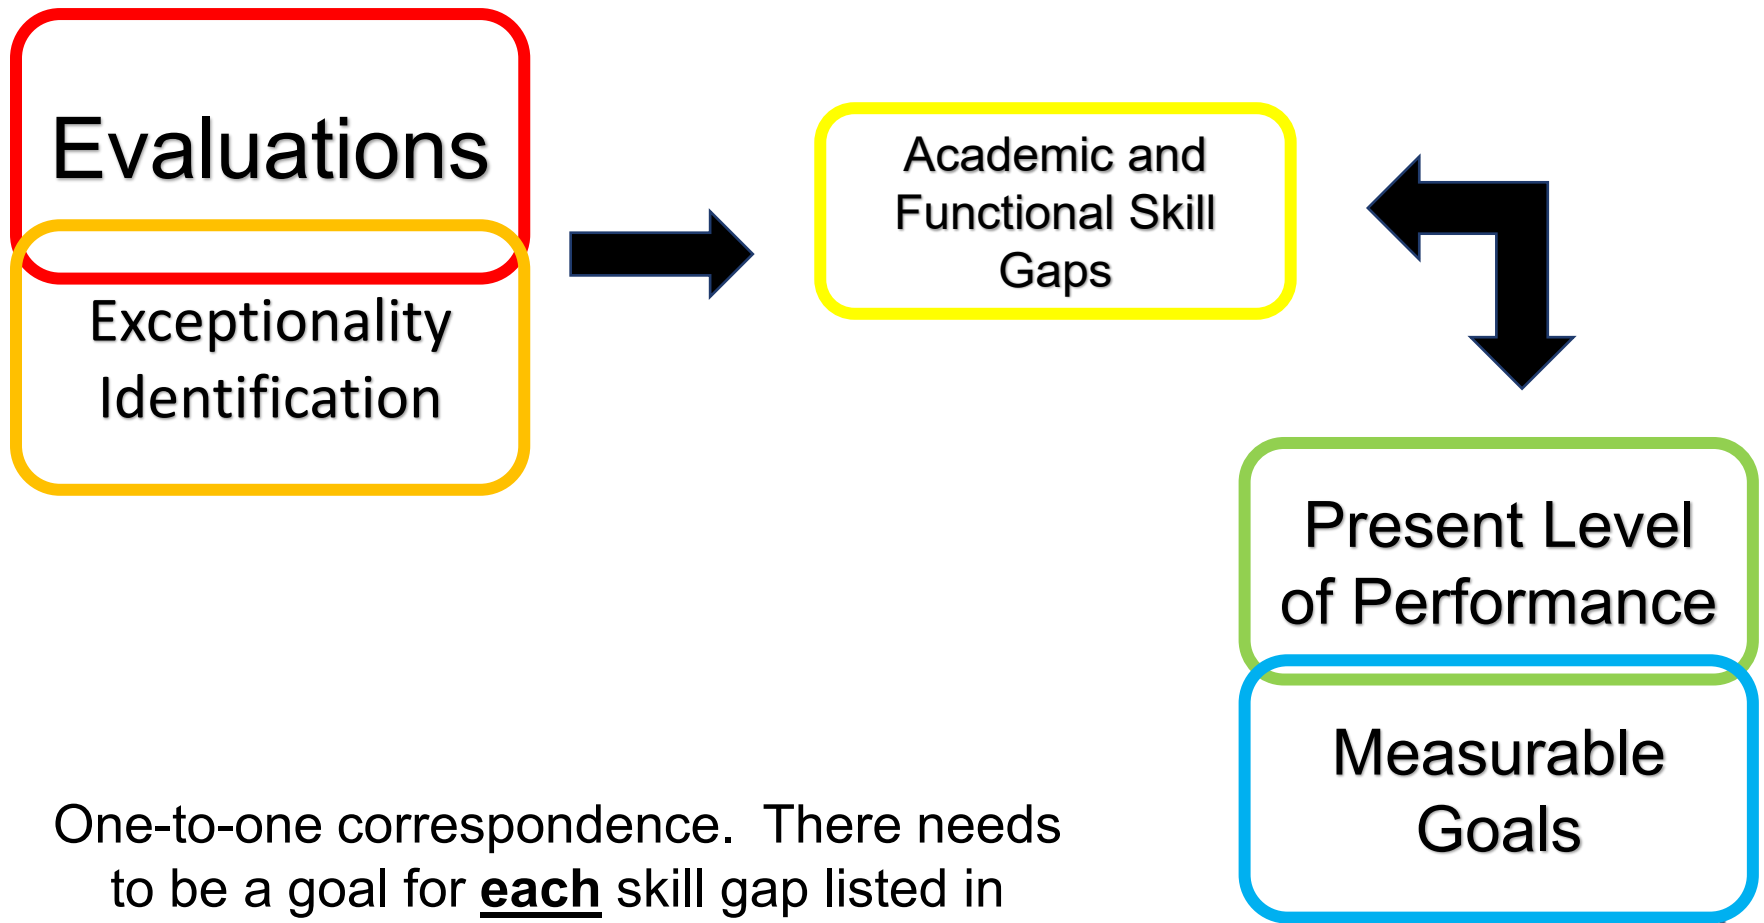 Evaluations
Exceptionality
Identification
Academic and
Functional Skill
Gaps
Present Level
of Performance
Measurable
Goals
One-to-one correspondence.  There needs
to be a goal for each skill gap listed in